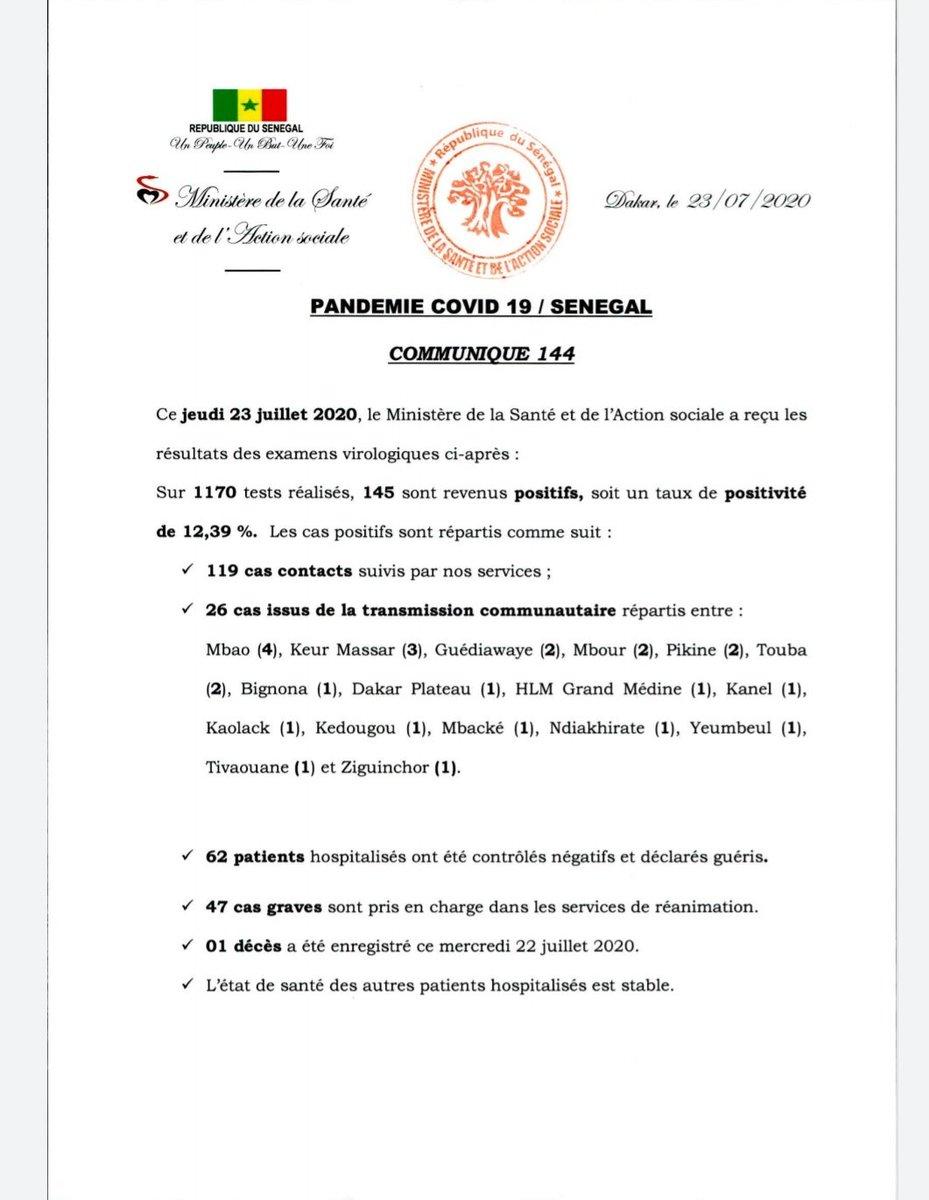 REPUBLIQUE DU SENEGAL
Un Peuple-Un But-Une Foi
Ministère de la Santé
et de l'Action sociale
★ République du Sénégal ★
MINISTÈRE DE LA SANTÉ ET DE L'ACTION SOCIALE
Dakar, le 23/07/2020
PANDEMIE COVID 19 / SENEGAL
COMMUNIQUE 144
Ce jeudi 23 juillet 2020, le Ministère de la Santé et de l'Action sociale a reçu les
résultats des examens virologiques ci-après :
Sur 1170 tests réalisés, 145 sont revenus positifs, soit un taux de positivité
de 12,39 %. Les cas positifs sont répartis comme suit :
✓ 119 cas contacts suivis par nos services ;
✓ 26 cas issus de la transmission communautaire répartis entre :
Mbao (4), Keur Massar (3), Guédiawaye (2), Mbour (2), Pikine (2), Touba
(2), Bignona (1), Dakar Plateau (1), HLM Grand Médine (1), Kanel (1),
Kaolack (1), Kedougou (1), Mbacké (1), Ndiakhirate (1), Yeumbeul (1),
Tivaouane (1) et Ziguinchor (1).
✓ 62 patients hospitalisés ont été contrôlés négatifs et déclarés guéris.
✓ 47 cas graves sont pris en charge dans les services de réanimation.
✓ 01 décès a été enregistré ce mercredi 22 juillet 2020.
✓ L'état de santé des autres patients hospitalisés est stable.